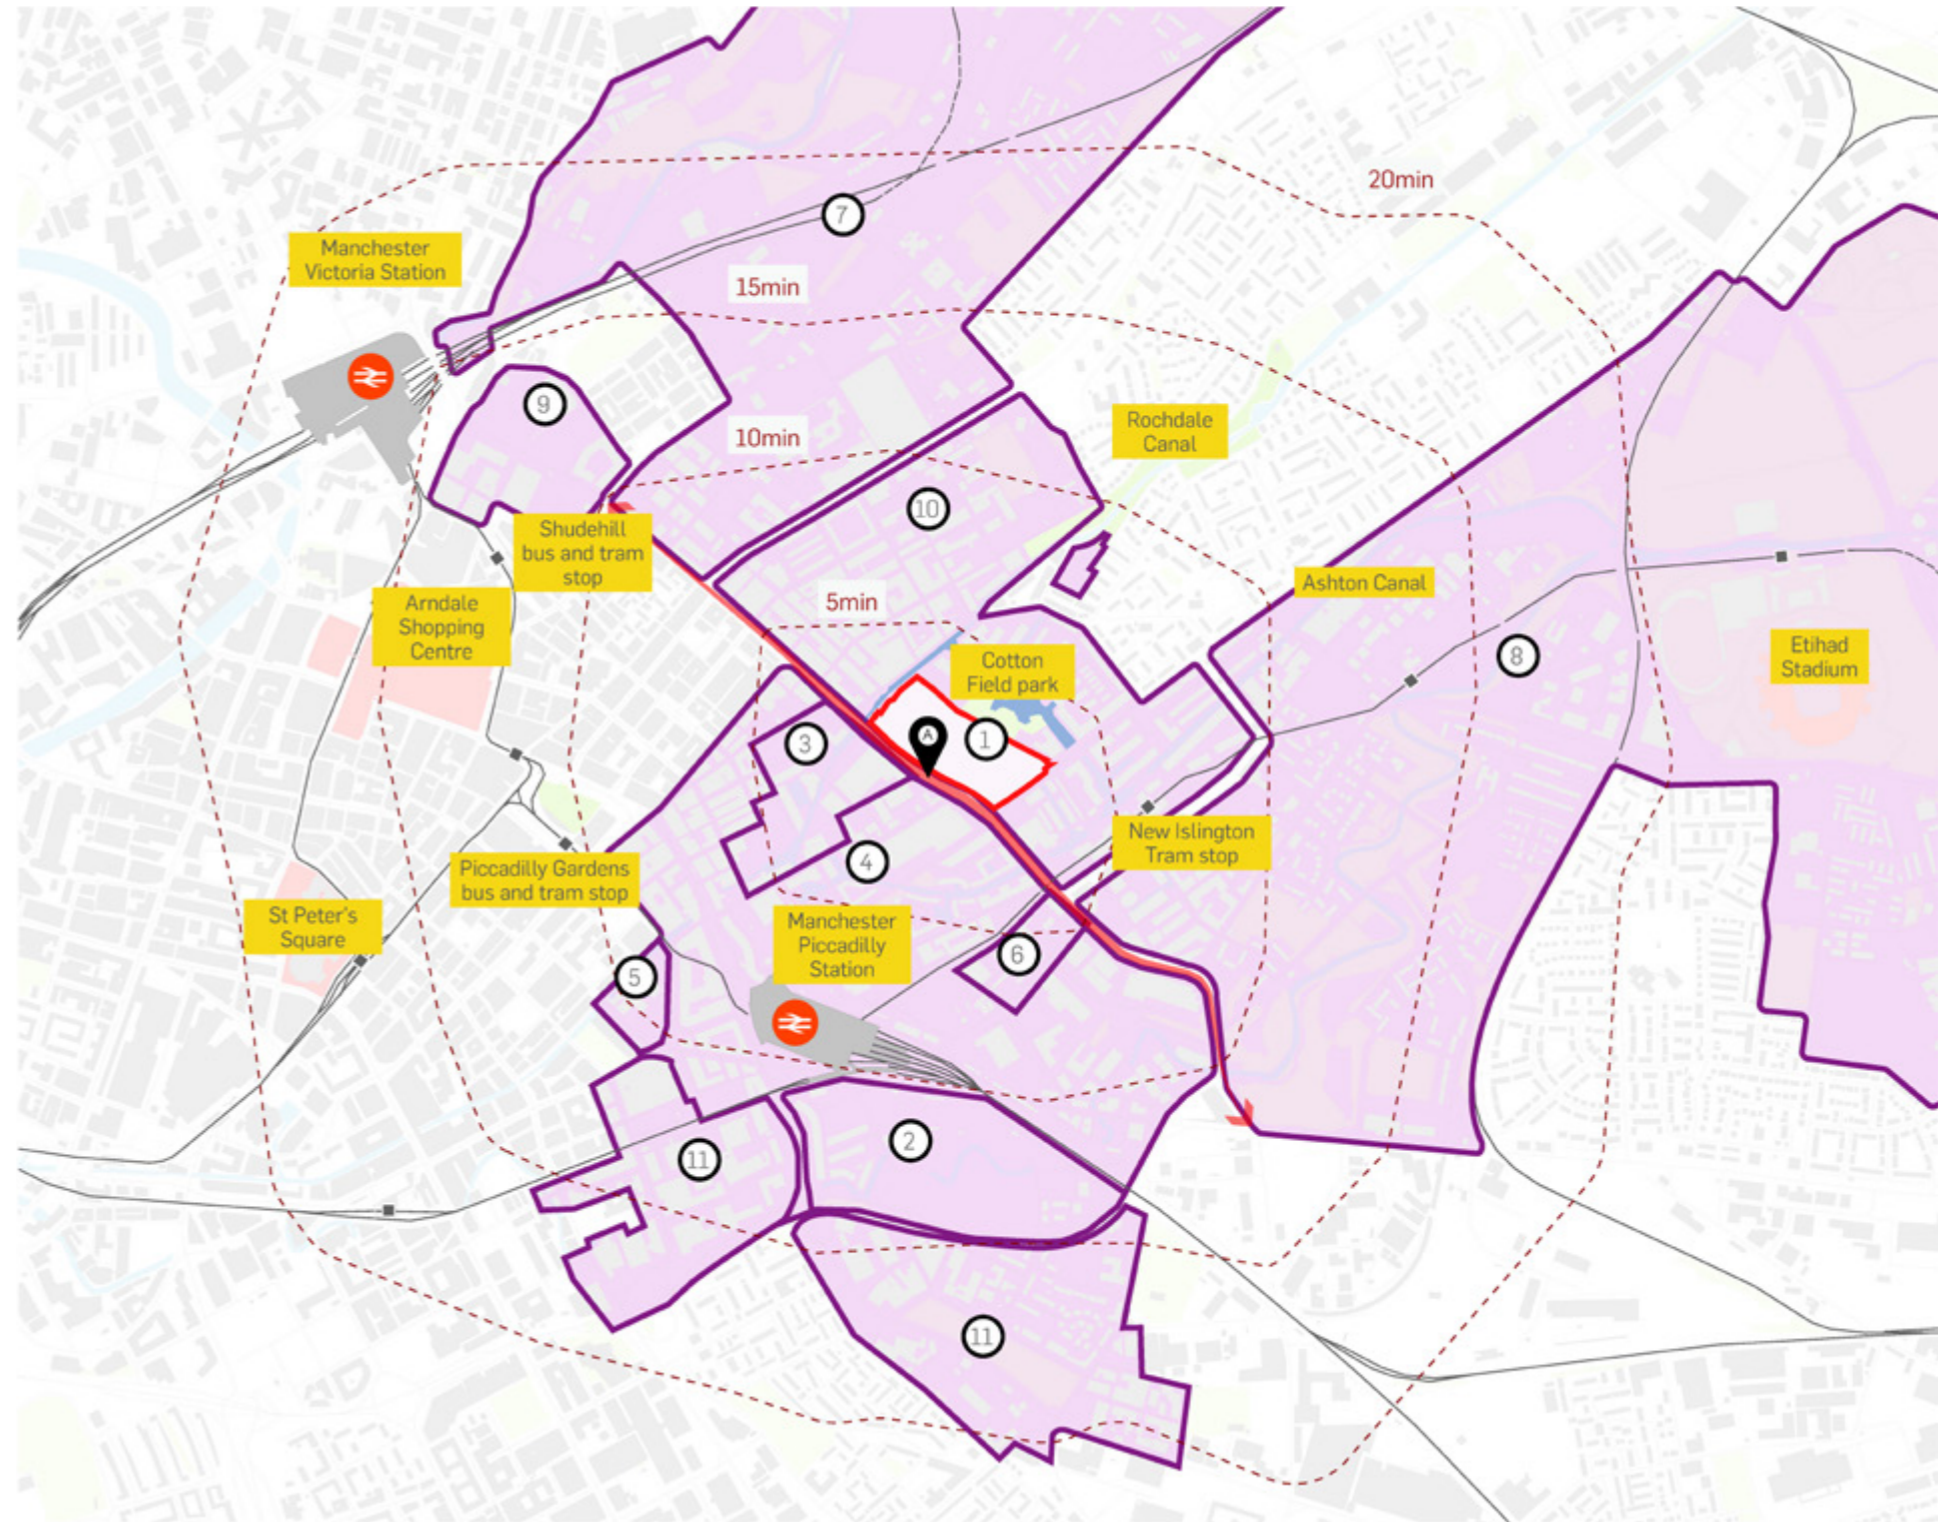 20min
7
Manchester
Victoria Station
15min
9
Rochdale
Canal
10min
10
Shudehill
bus and tram
stop
Ashton Canal
Arndale
Shopping
Centre
5min
8
Etihad
Stadium
Cotton
Field park
3
A
1
New Islington
Tram stop
4
Piccadilly Gardens
bus and tram stop
St Peter's
Square
Manchester
Piccadilly
Station
6
5
2
11
11